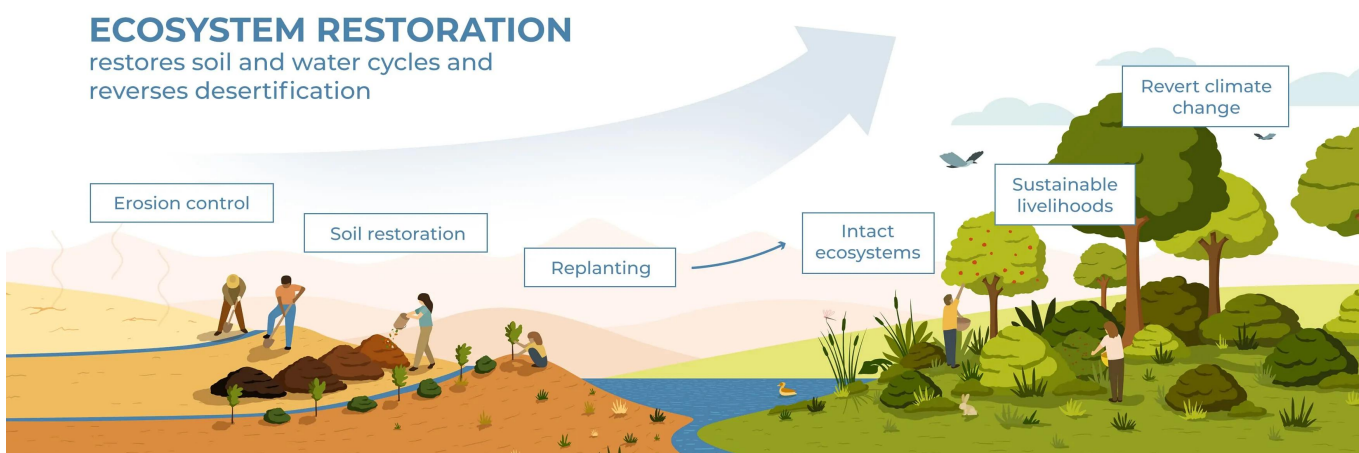 ECOSYSTEM RESTORATION
restores soil and water cycles and
reverses desertification
Erosion control
Soil restoration
Replanting
Intact
ecosystems
Sustainable
livelihoods
Revert climate
change